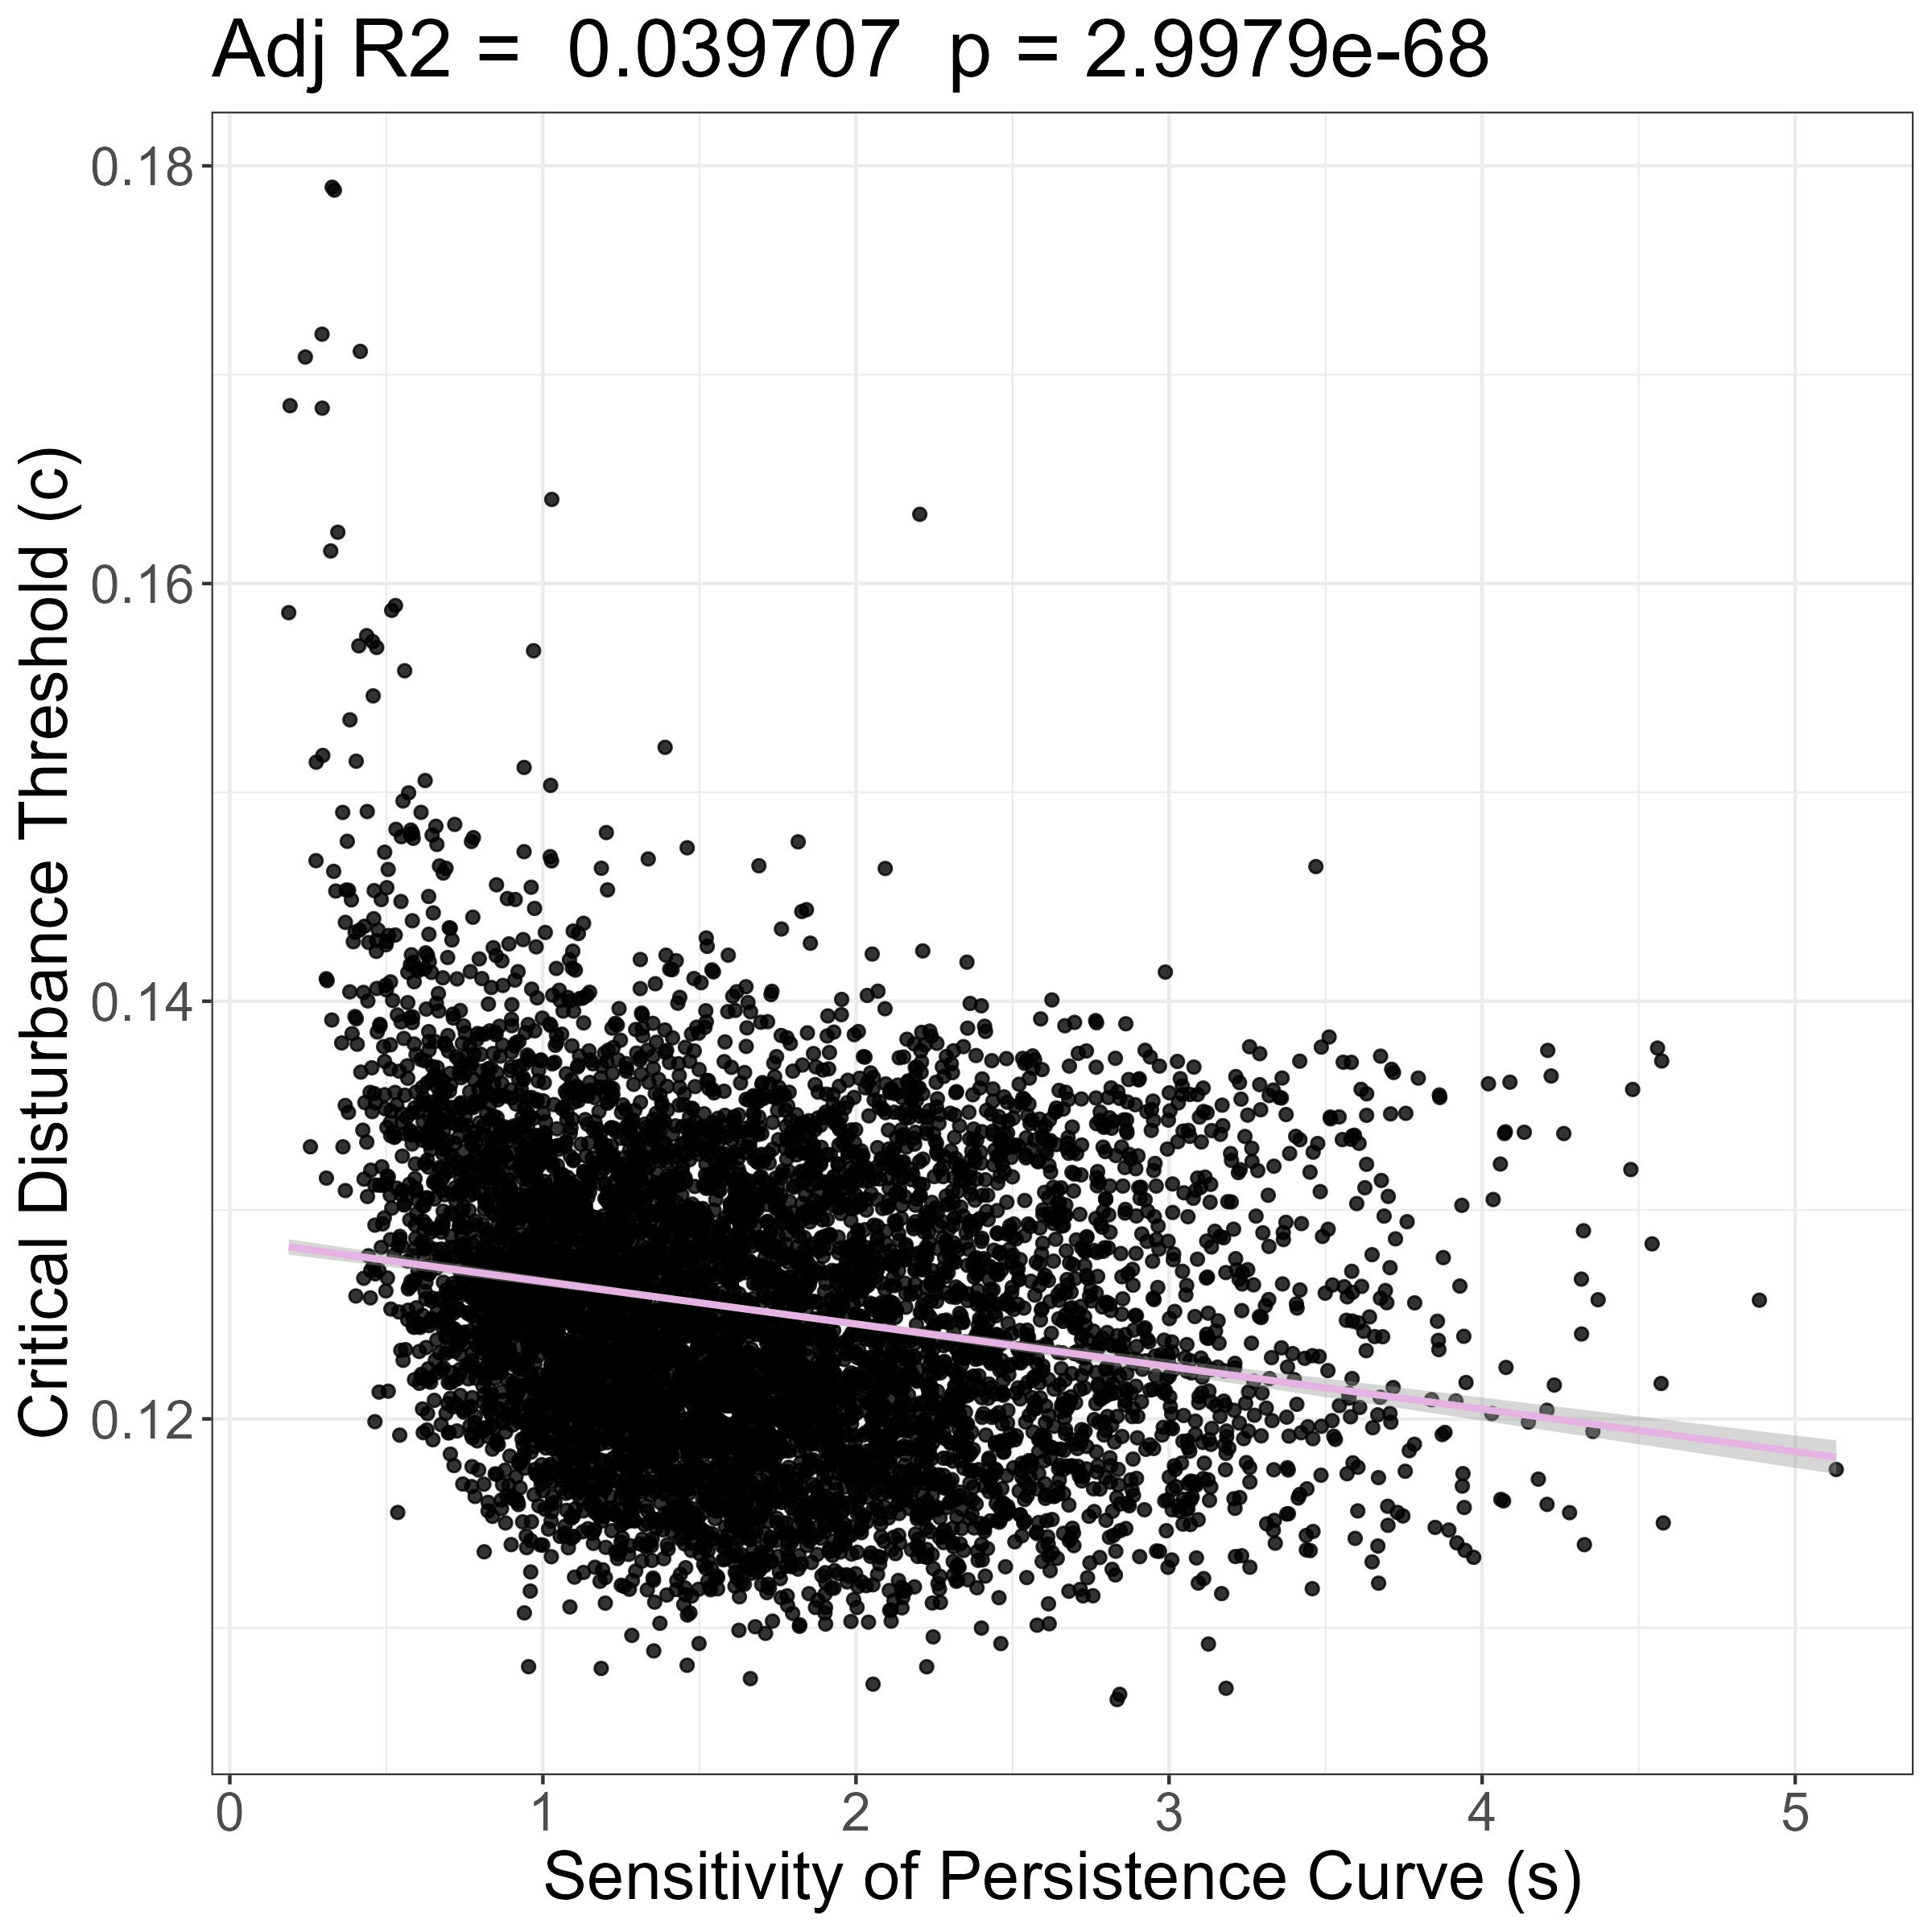 Adj R2 = 0.039707 p = 2.9979e-68
Critical Disturbance Threshold (c)
0.18
0.16
0.14
0.12
0 1 2 3 4 5
Sensitivity of Persistence Curve (s)